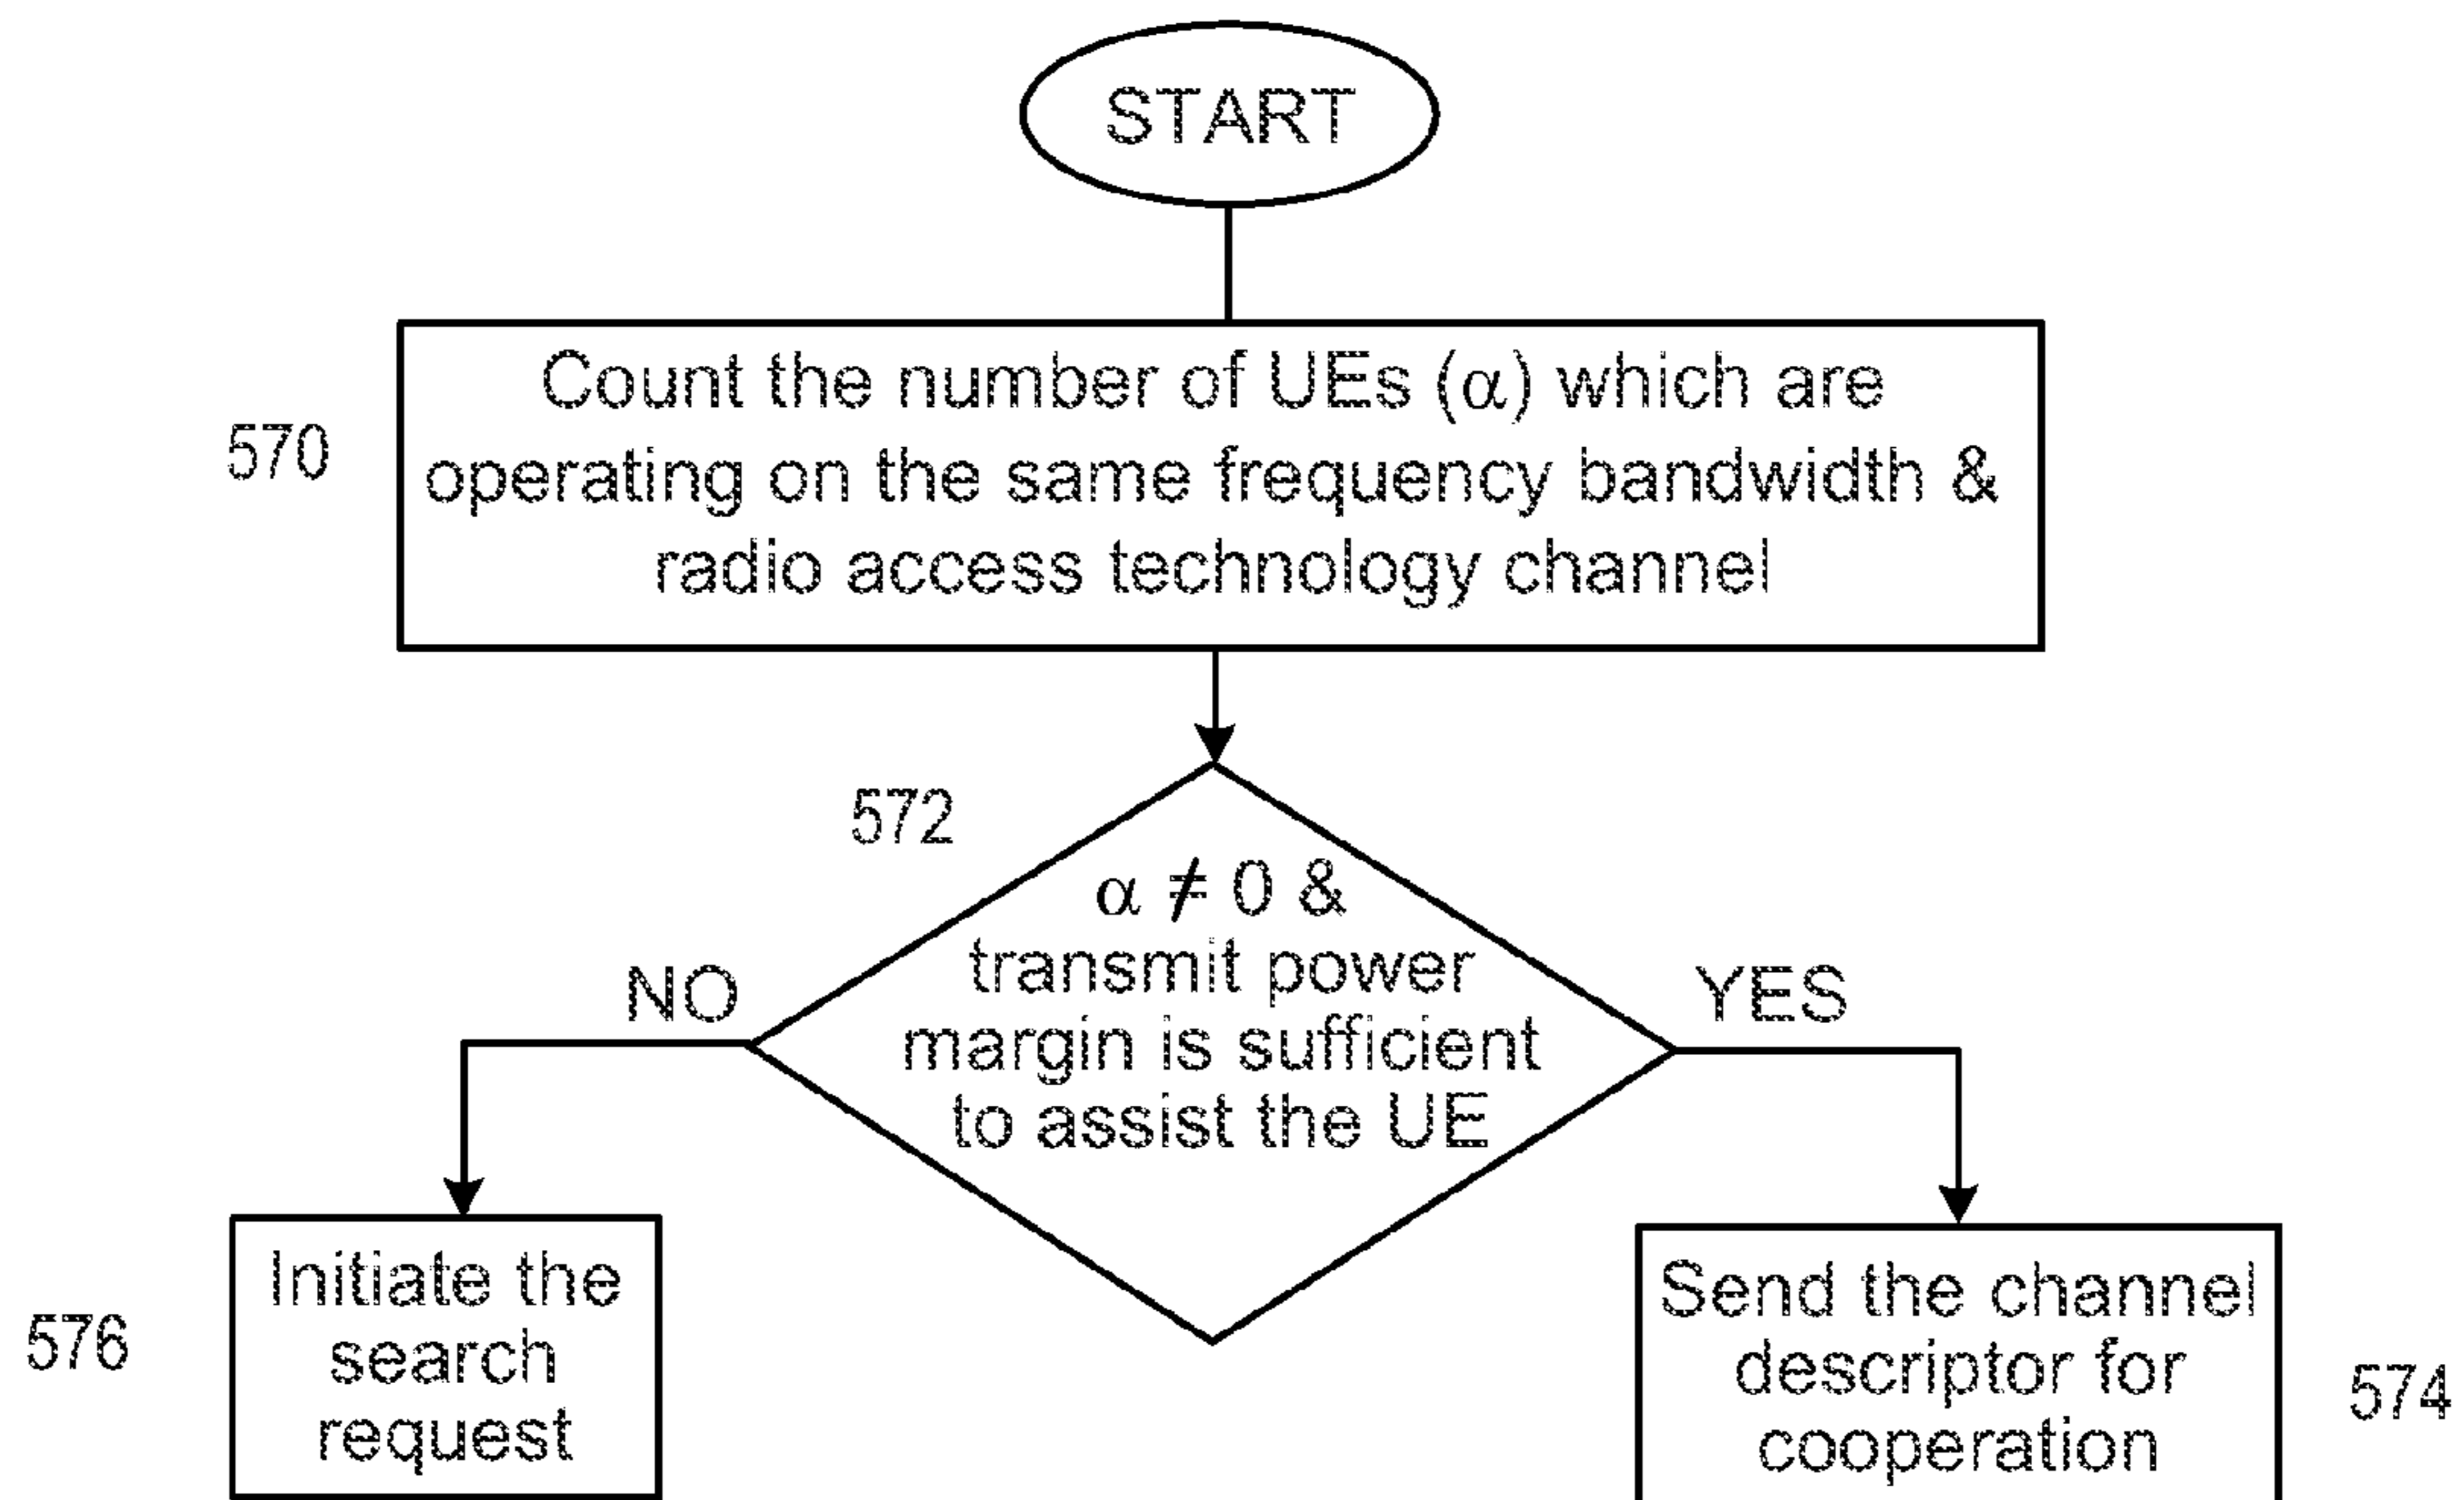 START
570
Count the number of UEs (α) which are
operating on the same frequency bandwidth &
radio access technology channel
572
α ≠ 0 &
transmit power
margin is sufficient
to assist the UE
NO
YES
576
Initiate the
search
request
Send the channel
descriptor for
cooperation
574